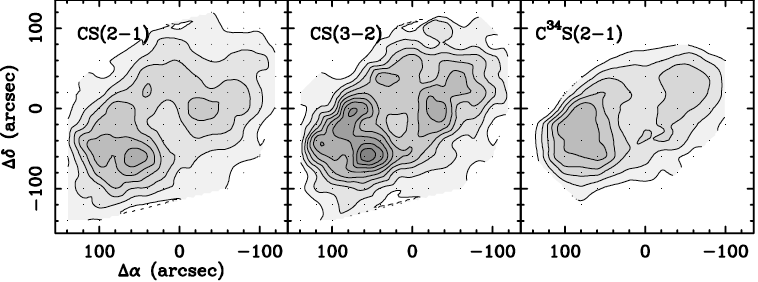 CS(2−1) CS(3−2) C³⁴S(2−1)
100
0
−100
Δδ (arcsec)
100 0 −100 100 0 −100 100 0 −100
Δα (arcsec)